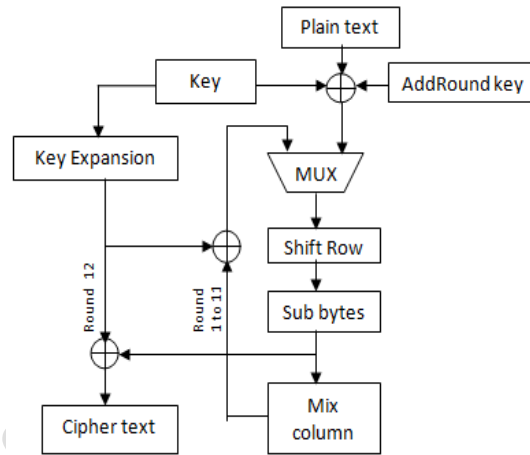 Plain text
Key
AddRound key
Key Expansion
MUX
Shift Row
Round 12
Round
1 to 11
Sub bytes
Mix
column
Cipher text